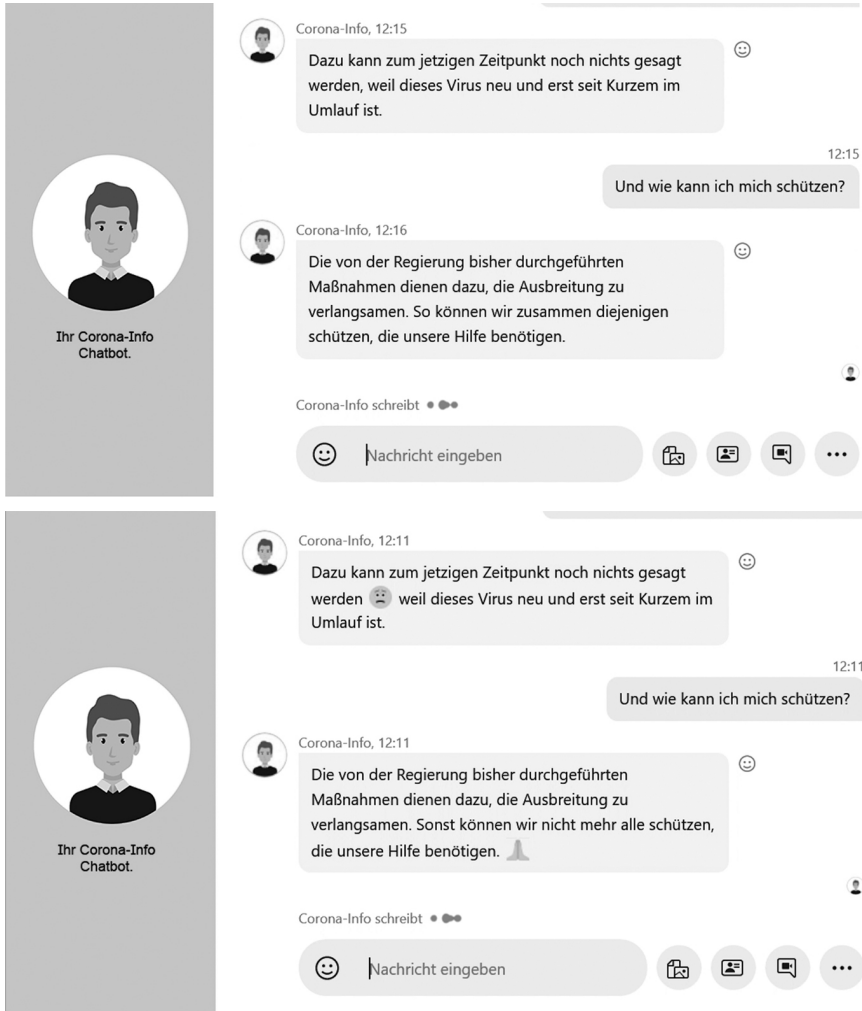 Corona-Info, 12:15
Dazu kann zum jetzigen Zeitpunkt noch nichts gesagt
werden, weil dieses Virus neu und erst seit Kurzem im
Umlauf ist.
12:15
Und wie kann ich mich schützen?
Corona-Info, 12:16
Die von der Regierung bisher durchgeführten
Maßnahmen dienen dazu, die Ausbreitung zu
verlangsamen. So können wir zusammen diejenigen
schützen, die unsere Hilfe benötigen.
Ihr Corona-Info
Chatbot.
Corona-Info schreibt
Nachricht eingeben
Corona-Info, 12:11
Dazu kann zum jetzigen Zeitpunkt noch nichts gesagt
werden 😟 weil dieses Virus neu und erst seit Kurzem im
Umlauf ist.
12:11
Und wie kann ich mich schützen?
Corona-Info, 12:11
Die von der Regierung bisher durchgeführten
Maßnahmen dienen dazu, die Ausbreitung zu
verlangsamen. Sonst können wir nicht mehr alle schützen,
die unsere Hilfe benötigen. 🙏
Ihr Corona-Info
Chatbot.
Corona-Info schreibt
Nachricht eingeben